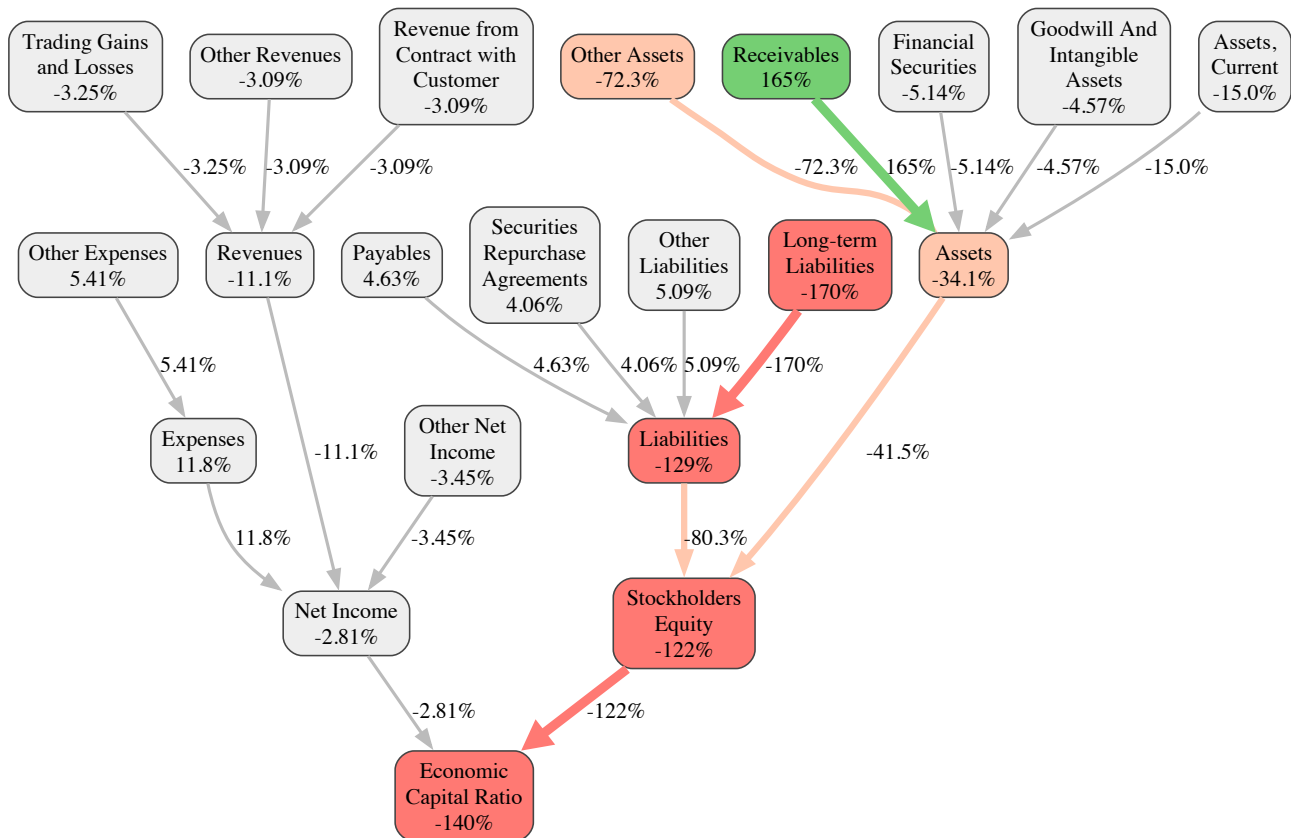 Trading Gains
and Losses
-3.25%
Other Revenues
-3.09%
Revenue from
Contract with
Customer
-3.09%
Other Assets
-72.3%
Receivables
165%
Financial
Securities
-5.14%
Goodwill And
Intangible
Assets
-4.57%
Assets,
Current
-15.0%
-3.25%
-3.09%
-3.09%
-72.3%
165%
-5.14%
-4.57%
-15.0%
Other Expenses
5.41%
Revenues
-11.1%
Payables
4.63%
Securities
Repurchase
Agreements
4.06%
Other
Liabilities
5.09%
Long-term
Liabilities
-170%
Assets
-34.1%
5.41%
4.63%
4.06%
5.09%
-170%
Expenses
11.8%
-11.1%
Other Net
Income
-3.45%
Liabilities
-129%
-41.5%
11.8%
-3.45%
-80.3%
Net Income
-2.81%
Stockholders
Equity
-122%
-2.81%
-122%
Economic
Capital Ratio
-140%